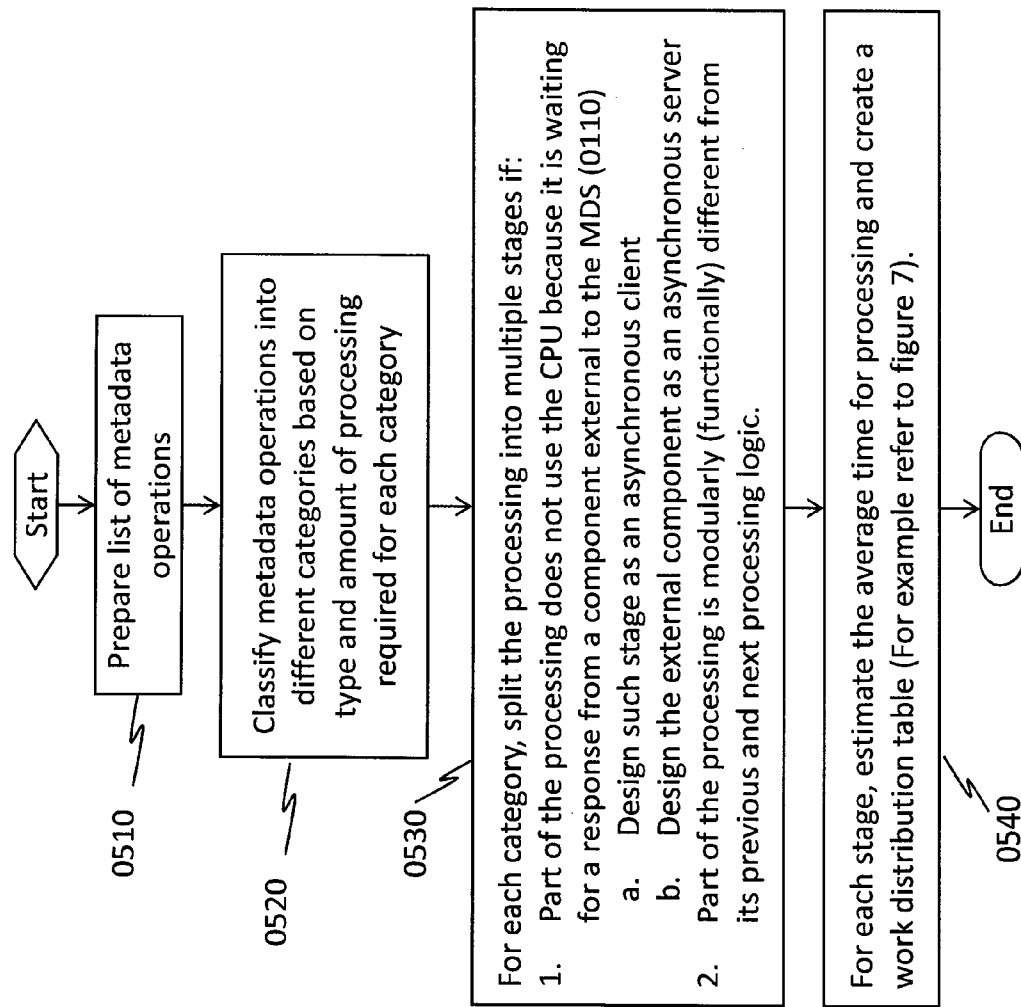 Start
0510
Prepare list of metadata
operations
0520
Classify metadata operations into
different categories based on
type and amount of processing
required for each category
0530
For each category, split the processing into multiple stages if:
1. Part of the processing does not use the CPU because it is waiting
for a response from a component external to the MDS (0110)
a. Design such stage as an asynchronous client
b. Design the external component as an asynchronous server
2. Part of the processing is modularly (functionally) different from
its previous and next processing logic.
For each stage, estimate the average time for processing and create a
work distribution table (For example refer to figure 7).
0540
End